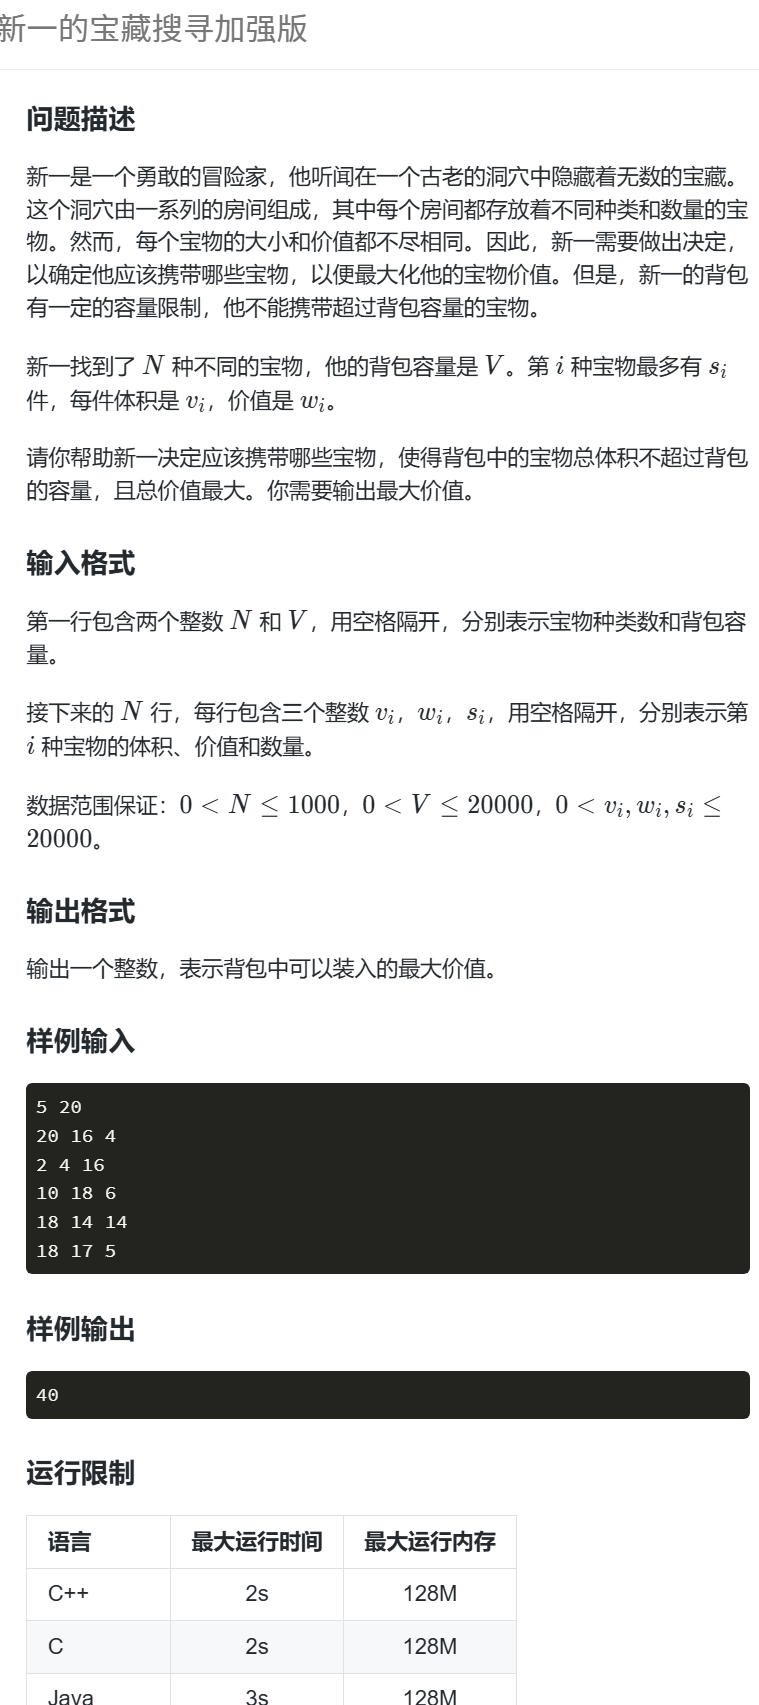 新一的宝藏搜寻加强版
问题描述
新一是一个勇敢的冒险家，他听闻在一个古老的洞穴中隐藏着无数的宝藏。
这个洞穴由一系列的房间组成，其中每个房间都存放着不同种类和数量的宝
物。然而，每个宝物的大小和价值都不尽相同。因此，新一需要做出决定，
以确定他应该携带哪些宝物，以便最大化他的宝物价值。但是，新一的背包
有一定的容量限制，他不能携带超过背包容量的宝物。
新一找到了 N 种不同的宝物，他的背包容量是 V。第 i 种宝物最多有 s_i
件，每件体积是 v_i，价值是 w_i。
请你帮助新一决定应该携带哪些宝物，使得背包中的宝物总体积不超过背包
的容量，且总价值最大。你需要输出最大价值。
输入格式
第一行包含两个整数 N 和 V，用空格隔开，分别表示宝物种类数和背包容
量。
接下来的 N 行，每行包含三个整数 v_i，w_i，s_i，用空格隔开，分别表示第
i 种宝物的体积、价值和数量。
数据范围保证：0 < N ≤ 1000，0 < V ≤ 20000，0 < v_i, w_i, s_i ≤
20000。
输出格式
输出一个整数，表示背包中可以装入的最大价值。
样例输入
5 20
20 16 4
2 4 16
10 18 6
18 14 14
18 17 5
样例输出
40
运行限制
语言 最大运行时间 最大运行内存
C++ 2s 128M
C 2s 128M
Java 3s 128M